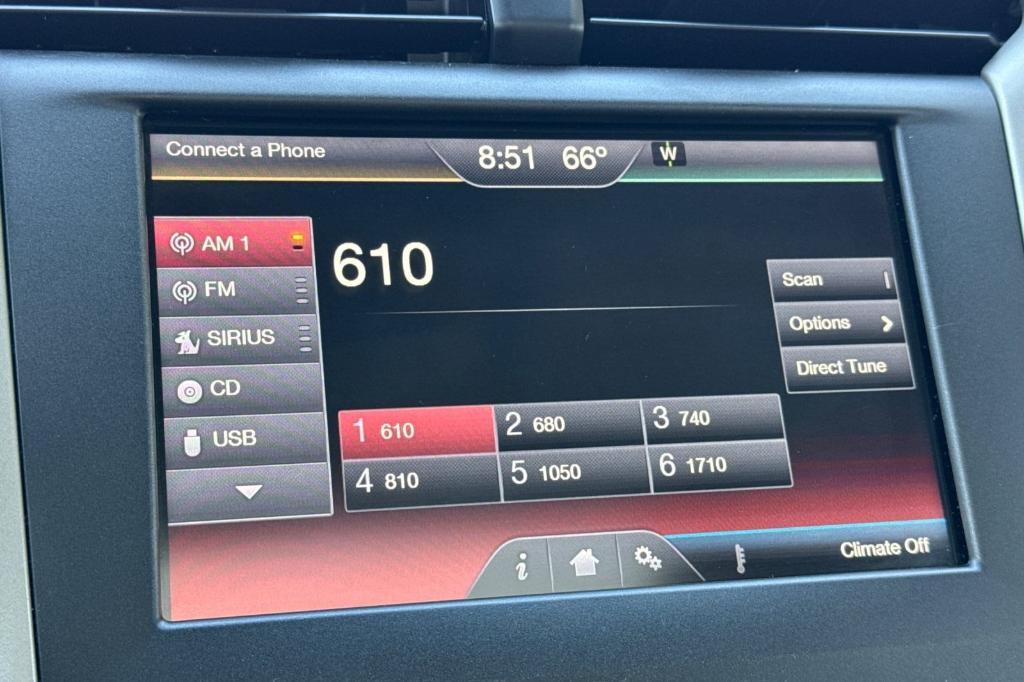 Connect a Phone
8:51 66°
W
AM 1
FM
SIRIUS
CD
USB
610
Scan
Options
Direct Tune
1 610
2 680
3 740
4 810
5 1050
6 1710
i
Climate Off